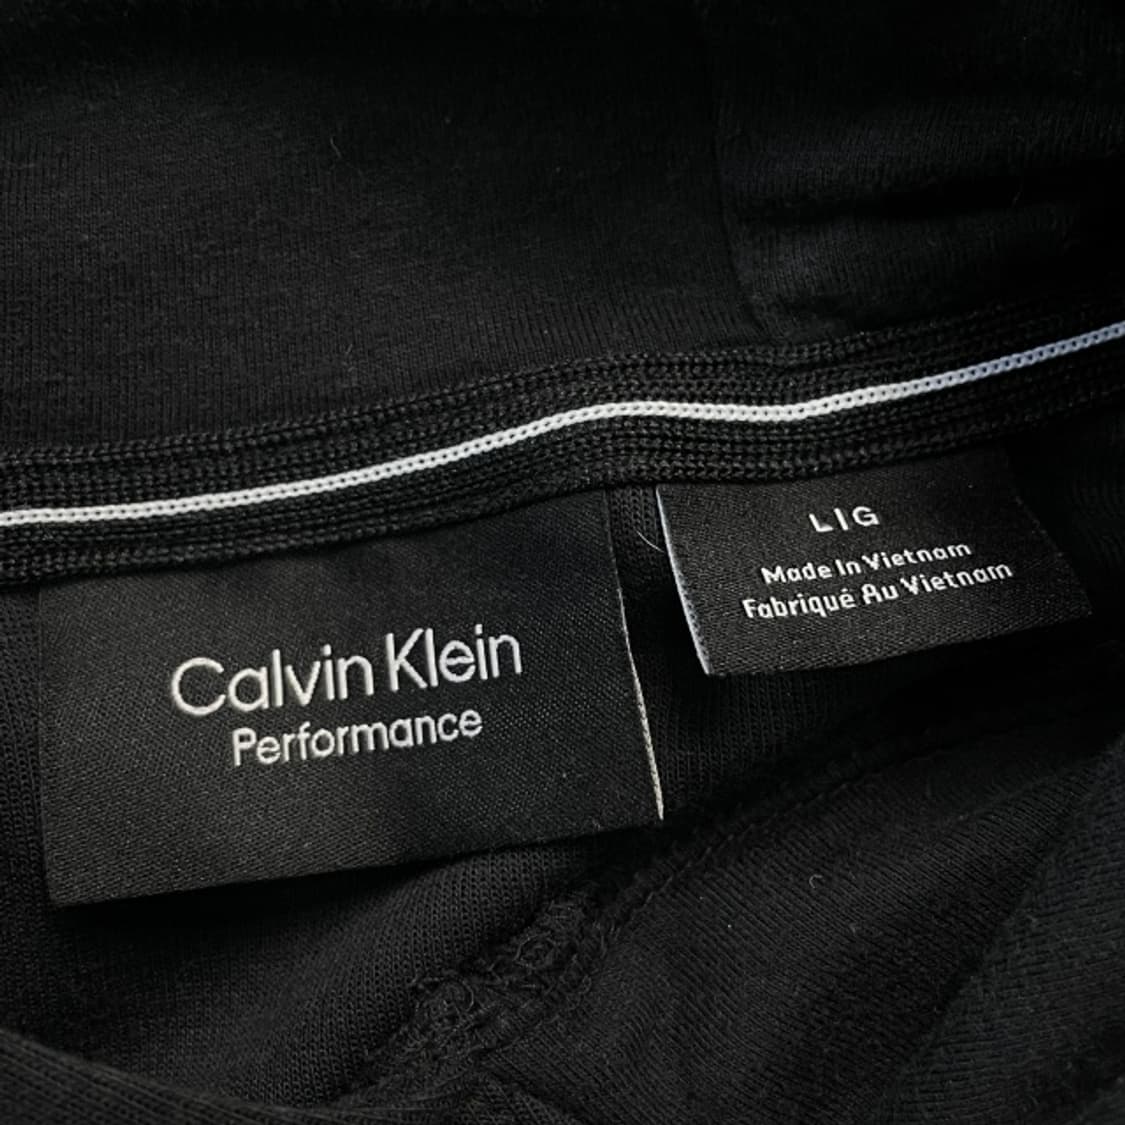 Calvin Klein
Performance
L|G
Made In Vietnam
Fabriqué Au Vietnam